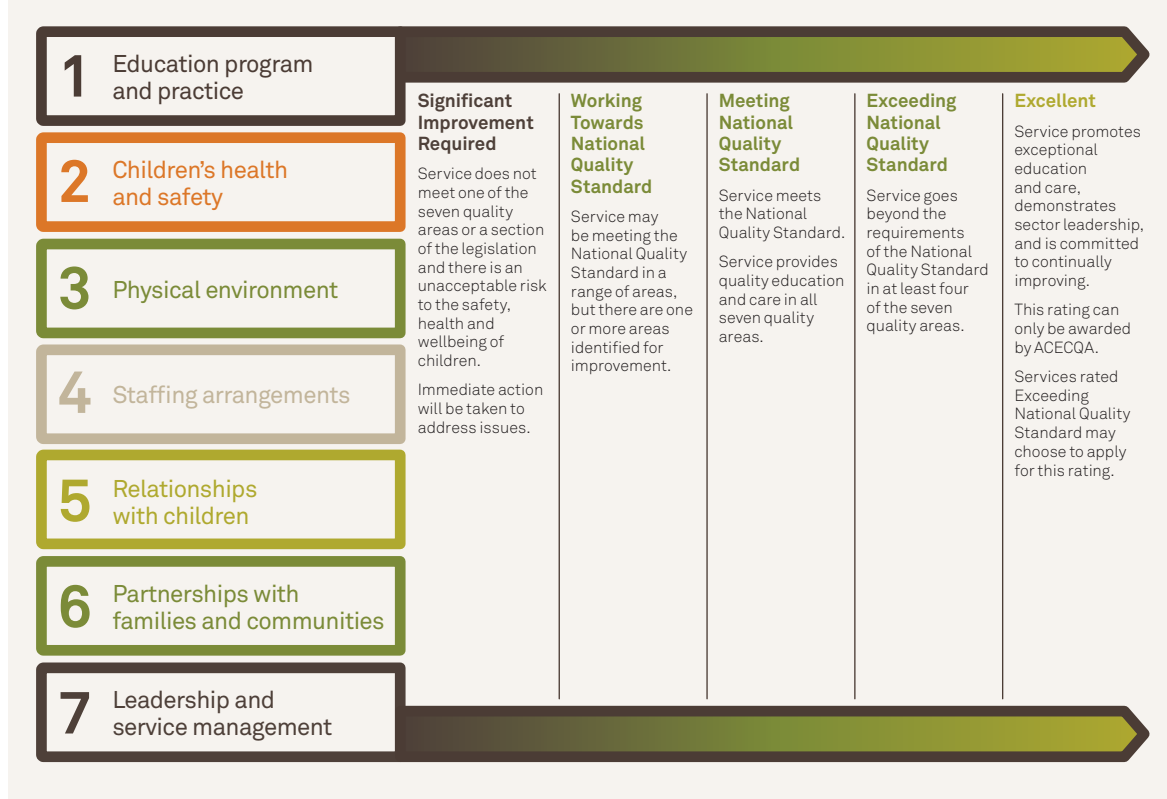 1
Education program
and practice
2
Children's health
and safety
3
Physical environment
4
Staffing arrangements
5
Relationships
with children
6
Partnerships with
families and communities
7
Leadership and
service management
Significant
Improvement
Required
Service does not
meet one of the
seven quality
areas or a section
of the legislation
and there is an
unacceptable risk
to the safety,
health and
wellbeing of
children.
Immediate action
will be taken to
address issues.
Working
Towards
National
Quality
Standard
Service may
be meeting the
National Quality
Standard in a
range of areas,
but there are one
or more areas
identified for
improvement.
Meeting
National
Quality
Standard
Service meets
the National
Quality Standard.
Service provides
quality education
and care in all
seven quality
areas.
Exceeding
National
Quality
Standard
Service goes
beyond the
requirements
of the National
Quality Standard
in at least four
of the seven
quality areas.
Excellent
Service promotes
exceptional
education
and care,
demonstrates
sector leadership,
and is committed
to continually
improving.
This rating can
only be awarded
by ACECQA.
Services rated
Exceeding
National Quality
Standard may
choose to apply
for this rating.